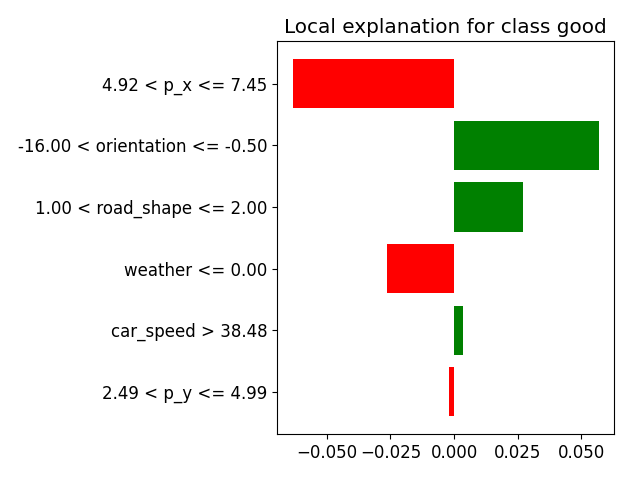 Local explanation for class good
4.92 < p_x <= 7.45
-16.00 < orientation <= -0.50
1.00 < road_shape <= 2.00
weather <= 0.00
car_speed > 38.48
2.49 < p_y <= 4.99
−0.050 −0.025 0.000 0.025 0.050